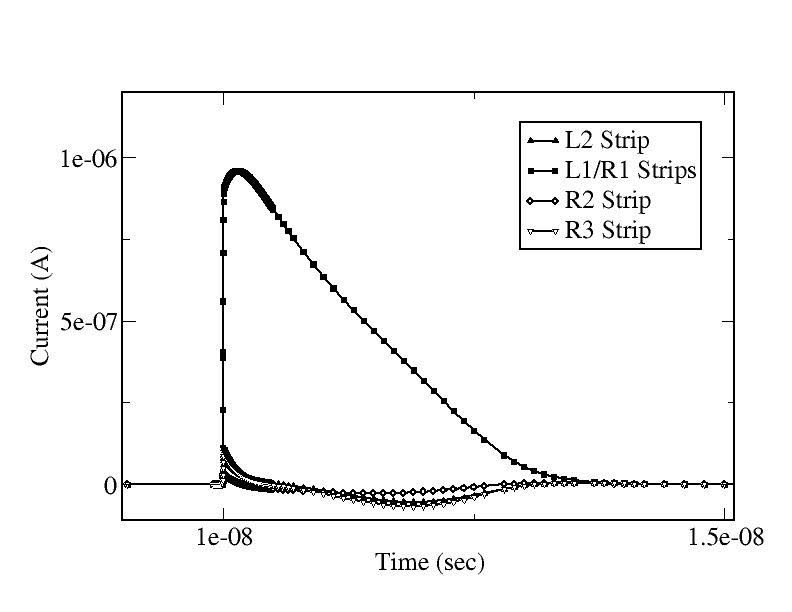 L2 Strip
1e-06
L1/R1 Strips
R2 Strip
R3 Strip
Current (A)
5e-07
0
1e-08
1.5e-08
Time (sec)